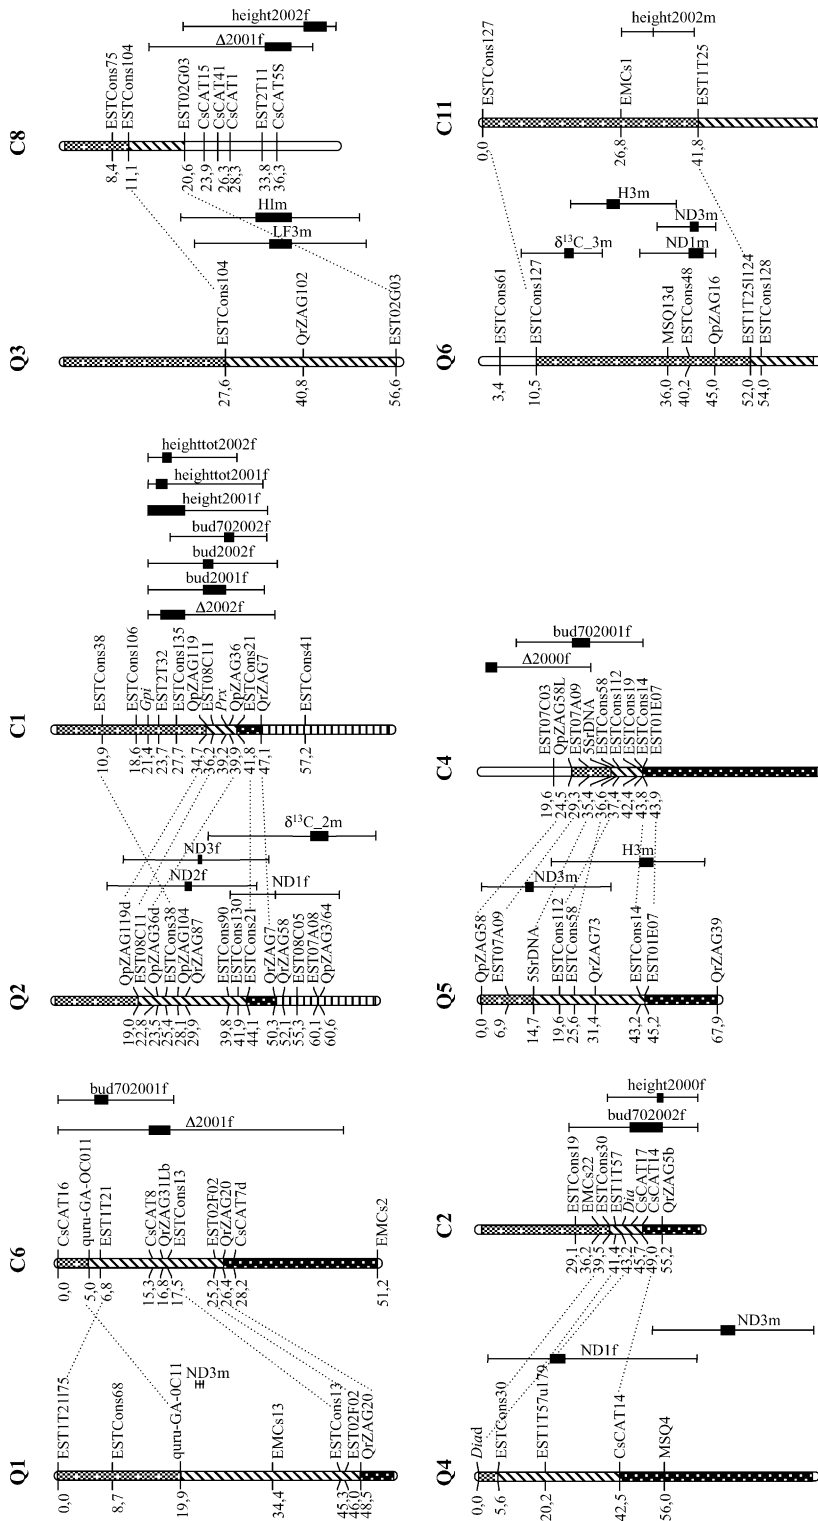 Q1
0,0
8,7
19,9
34,4
45,3
46,0
48,5
EST1T21l175
ESTCons68
quru-GA-0C11
EMCs13
ESTCons13
EST02F02
QrZAG20
ND3m
C6
0,0
5,0
6,8
15,3
16,8
17,5
25,2
26,4
28,2
51,2
CsCAT16
quru-GA-OC011
EST1T21
CsCAT8
QrZAG31Lb
ESTCons13
EST02F02
QrZAG20
CsCAT7d
EMCs2
Δ2001f
bud702001f
Q2
19,0
22,8
23,5
25,4
28,1
29,9
39,8
41,9
44,1
50,3
52,1
55,3
60,1
60,6
QpZAG119d
EST08C11
QpZAG36d
ESTCons38
QpZAG104
QrZAG87
ESTCons90
ESTCons130
ESTCons21
QrZAG7
QrZAG58
EST08C05
EST07A08
QpZAG3/64
ND1f
ND2f
ND3f
δ13C_2m
C1
10,9
18,6
21,4
23,7
27,7
34,7
36,2
39,2
39,9
41,8
47,1
57,2
ESTCons38
ESTCons106
Gpi
EST2T32
ESTCons135
QpZAG119
EST08C11
Prx
QpZAG36
ESTCons21
QrZAG7
ESTCons41
Δ2002f
bud2001f
bud2002f
bud702002f
height2001f
heighttot2001f
heighttot2002f
Q3
27,6
40,8
56,6
ESTCons104
QrZAG102
EST02G03
LF3m
HIm
C8
8,4
11,1
20,6
23,9
26,3
28,3
33,8
36,3
ESTCons75
ESTCons104
EST02G03
CsCAT15
CsCAT41
CsCAT1
EST2T11
CsCAT5S
Δ2001f
height2002f
Q4
0,0
5,6
20,2
42,5
56,0
Diad
ESTCons30
EST1T57ul79
CsCAT14
MSQ4
ND1f
ND3m
C2
29,1
36,2
39,5
41,4
43,2
45,7
49,0
55,2
ESTCons19
EMCs22
ESTCons30
EST1T57
Dia
CsCAT17
CsCAT14
QrZAG5b
bud702002f
height2000f
Q5
0,0
6,9
14,7
19,6
25,6
31,4
43,2
45,2
67,9
QpZAG58
EST07A09
5SrDNA
ESTCons112
ESTCons58
QrZAG73
ESTCons14
EST01E07
QrZAG39
ND3m
H3m
C4
19,6
24,5
29,3
35,4
36,6
37,4
42,4
43,8
43,9
EST07C03
QpZAG58L
EST07A09
5SrDNA
ESTCons58
ESTCons112
ESTCons19
ESTCons14
EST01E07
Δ2000f
bud702001f
Q6
3,4
10,5
36,0
40,2
45,0
52,0
54,0
ESTCons61
ESTCons127
MSQ13d
ESTCons48
QpZAG16
EST1T25l124
ESTCons128
δ13C_3m
ND1m
ND3m
H3m
C11
0,0
26,8
41,8
ESTCons127
EMCs1
EST1T25
height2002m